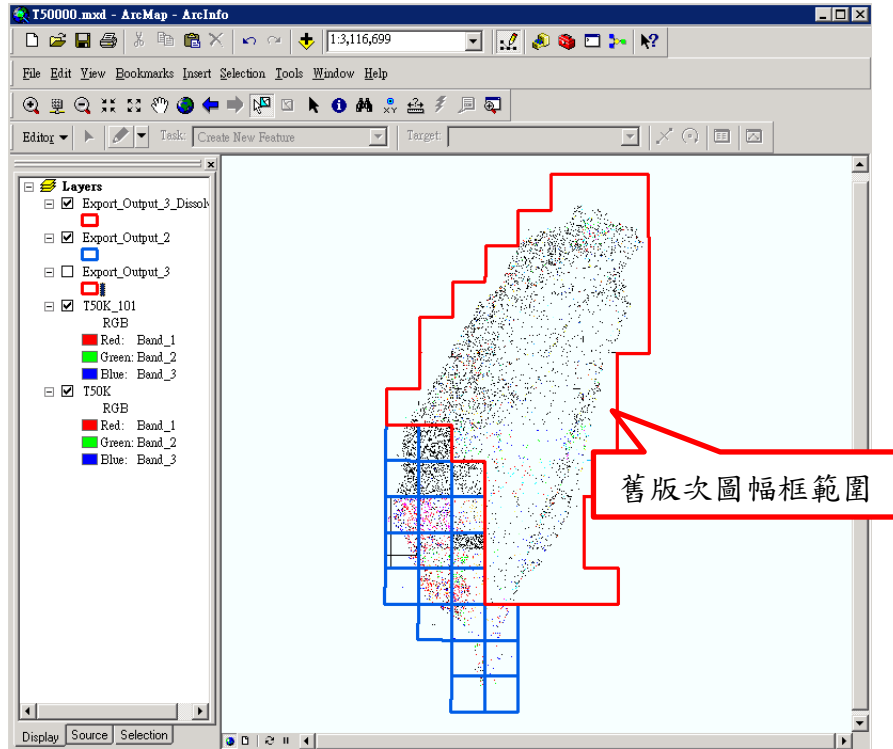 T50000.mxd - ArcMap - ArcInfo
1:3,116,699
File Edit View Bookmarks Insert Selection Tools Window Help
Editor Task: Create New Feature Target:
Layers
Export_Output_3_Dissol
Export_Output_2
Export_Output_3
T50K_101
RGB
Red: Band_1
Green: Band_2
Blue: Band_3
T50K
RGB
Red: Band_1
Green: Band_2
Blue: Band_3
舊版次圖幅框範圍
Display Source Selection